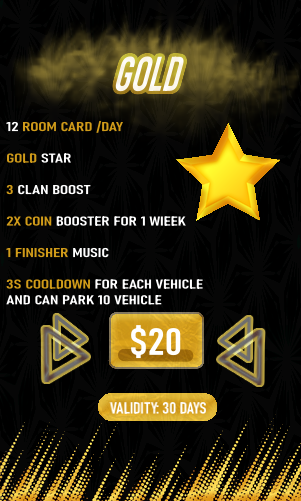 GOLD
12 ROOM CARD /DAY
GOLD STAR
3 CLAN BOOST
2X COIN BOOSTER FOR 1 WIEEK
1 FINISHER MUSIC
3S COOLDOWN FOR EACH VEHICLE
AND CAN PARK 10 VEHICLE
$20
VALIDITY: 30 DAYS